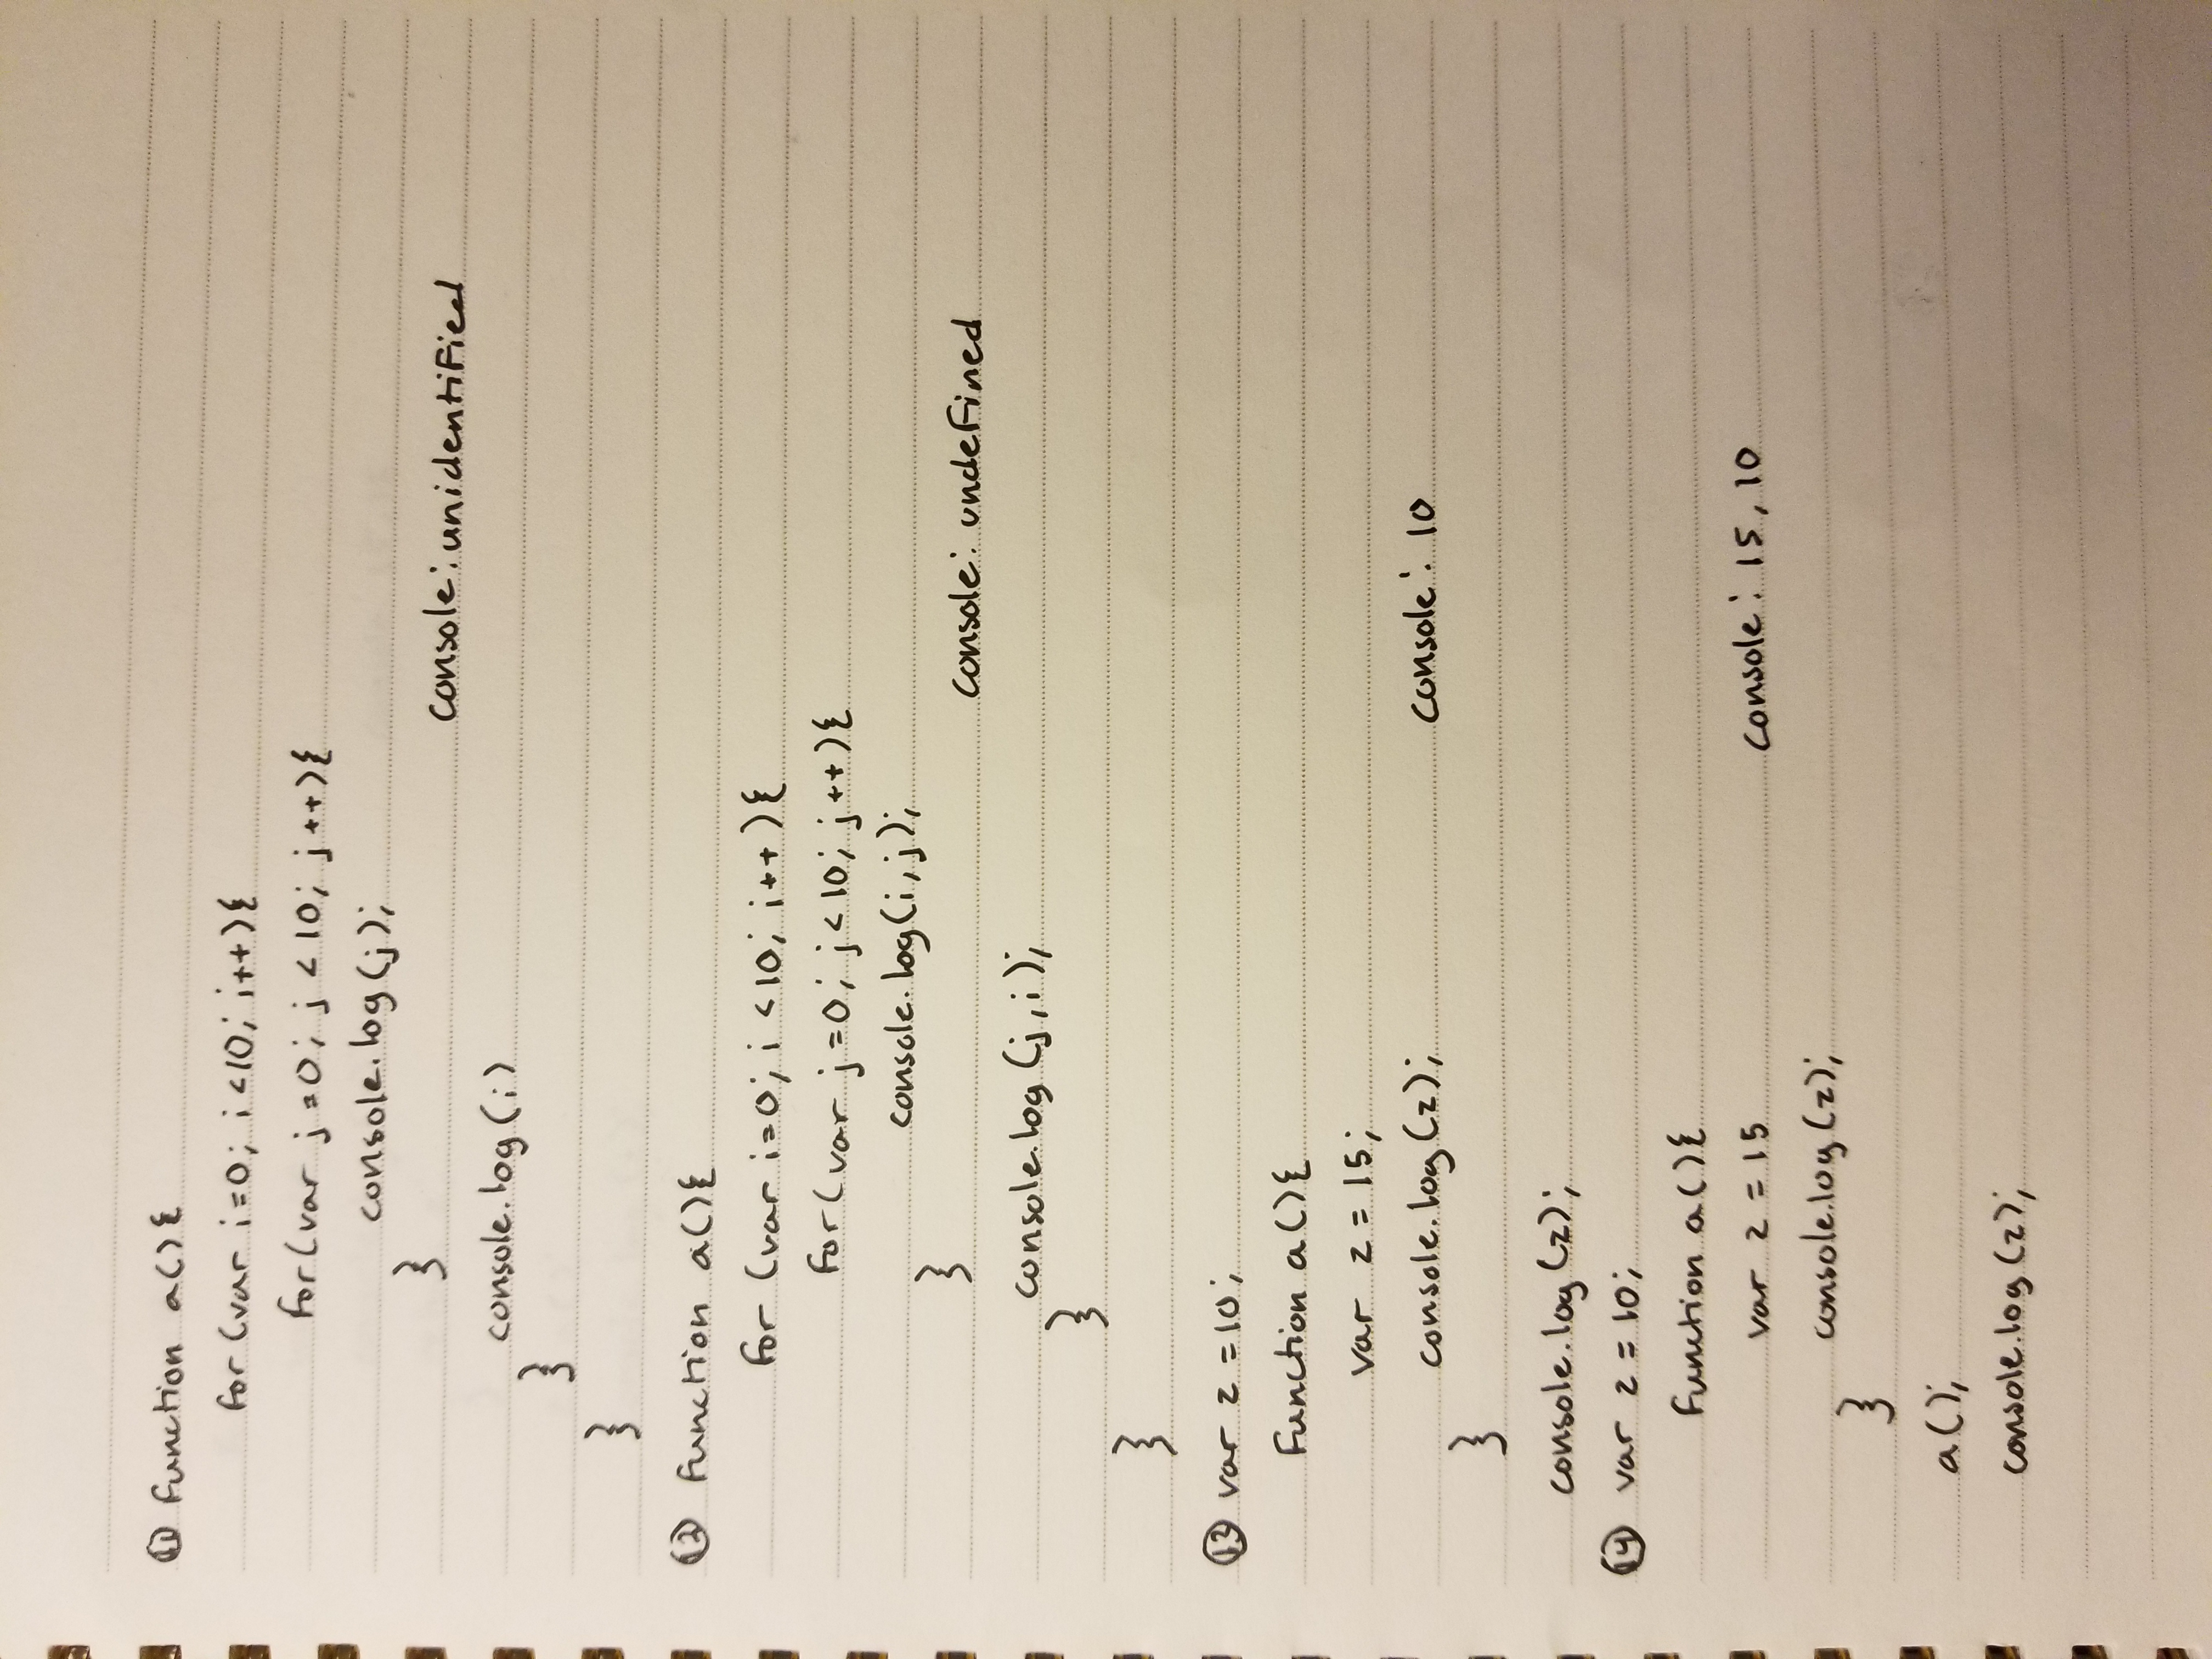 ⑪ function a(){
for (var i=0; i<10; i++){
for(var j=0; j < 10; j++){
console.log(j);
}
console: unidentified
console.log(i)
}
}
⑫ function a(){
for (var i=0; i <10; i++){
for(var j=0; j<10; j++){
console.log(i,j);
}
console: undefined
console.log(j,i);
}
}
⑬ var z =10;
function a(){
var z = 15;
console.log(z); console: 10
}
console.log(z);
⑭ var z = 10;
function a(){
var z = 15 console: 15, 10
console.log(z);
}
a();
console.log(z);